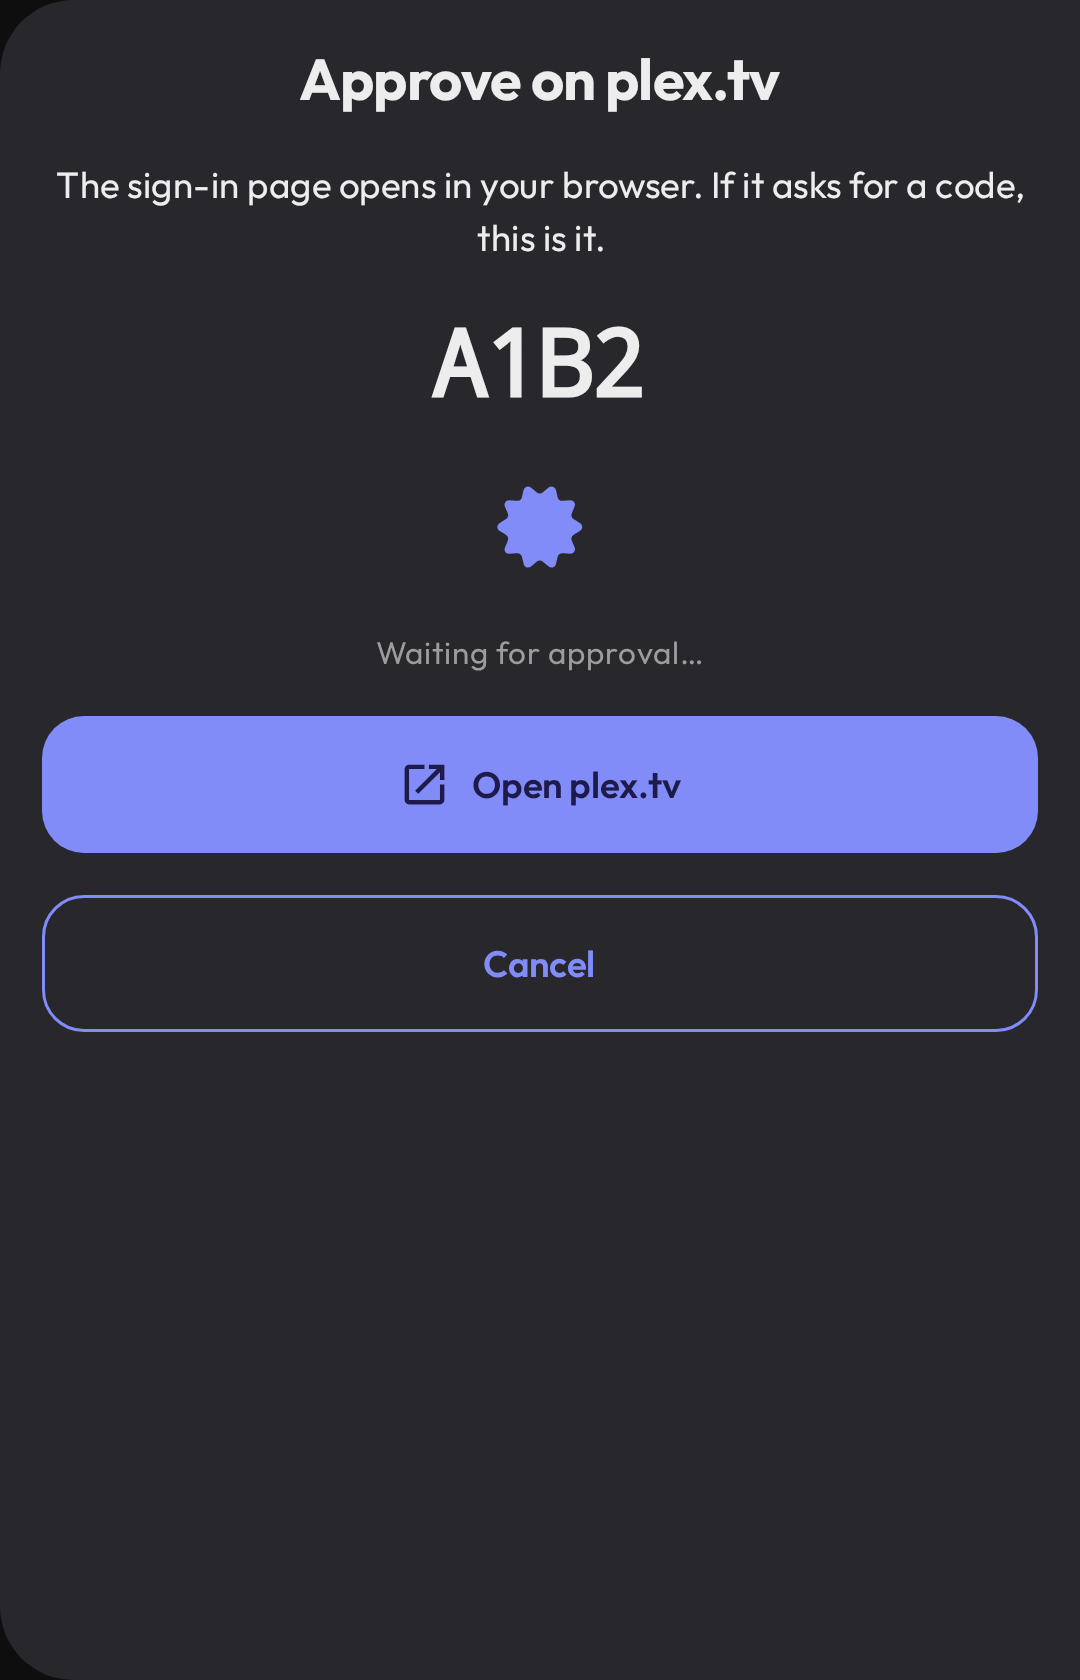 Approve on plex.tv
The sign-in page opens in your browser. If it asks for a code,
this is it.
A1B2
Waiting for approval…
Open plex.tv
Cancel